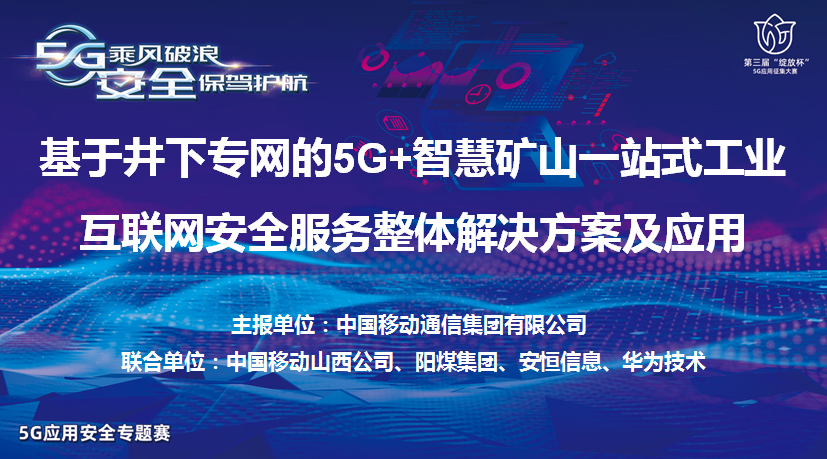 5G乘风破浪
安全保驾护航
第三届“绽放杯”
5G应用征集大赛
基于井下专网的5G+智慧矿山一站式工业
互联网安全服务整体解决方案及应用
主报单位：中国移动通信集团有限公司
联合单位：中国移动山西公司、阳煤集团、安恒信息、华为技术
5G应用安全专题赛